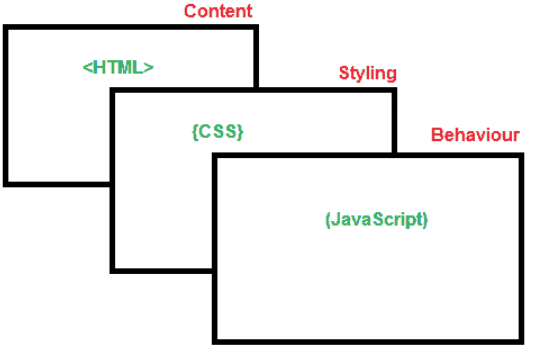 Content
<HTML>
Styling
{CSS}
Behaviour
(JavaScript)